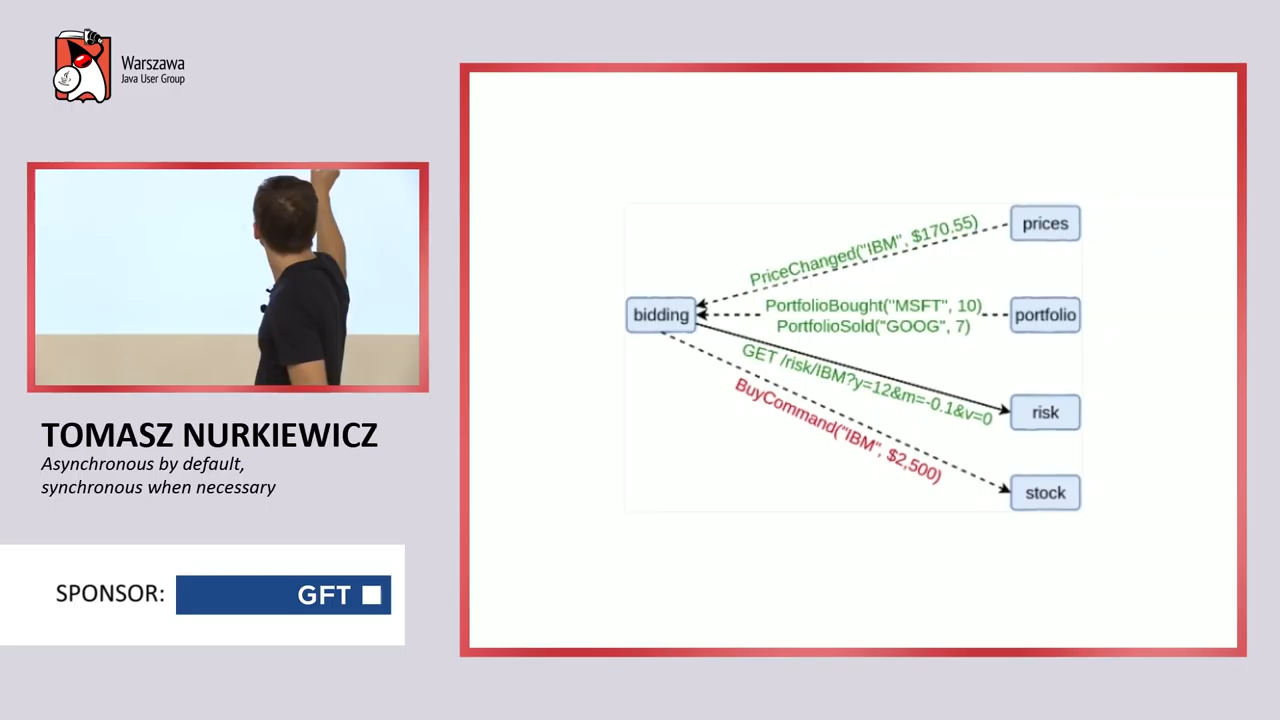 Warszawa
Java User Group
TOMASZ NURKIEWICZ
Asynchronous by default,
synchronous when necessary
SPONSOR:
GFT
prices
PriceChanged("IBM", $170.55)
bidding
PortfolioBought("MSFT", 10)
PortfolioSold("GOOG", 7)
portfolio
GET /risk/IBM?y=12&m=-0.1&v=0
risk
BuyCommand("IBM", $2,500)
stock